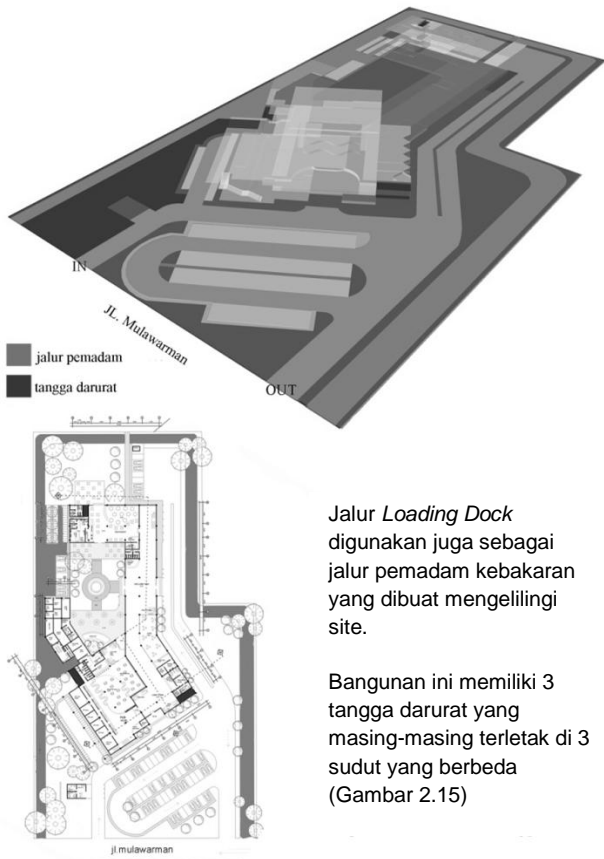 IN
JL. Mulawarman
jalur pemadam
tangga darurat
OUT
Jalur Loading Dock
digunakan juga sebagai
jalur pemadam kebakaran
yang dibuat mengelilingi
site.
Bangunan ini memiliki 3
tangga darurat yang
masing-masing terletak di 3
sudut yang berbeda
(Gambar 2.15)
jl.mulawarman